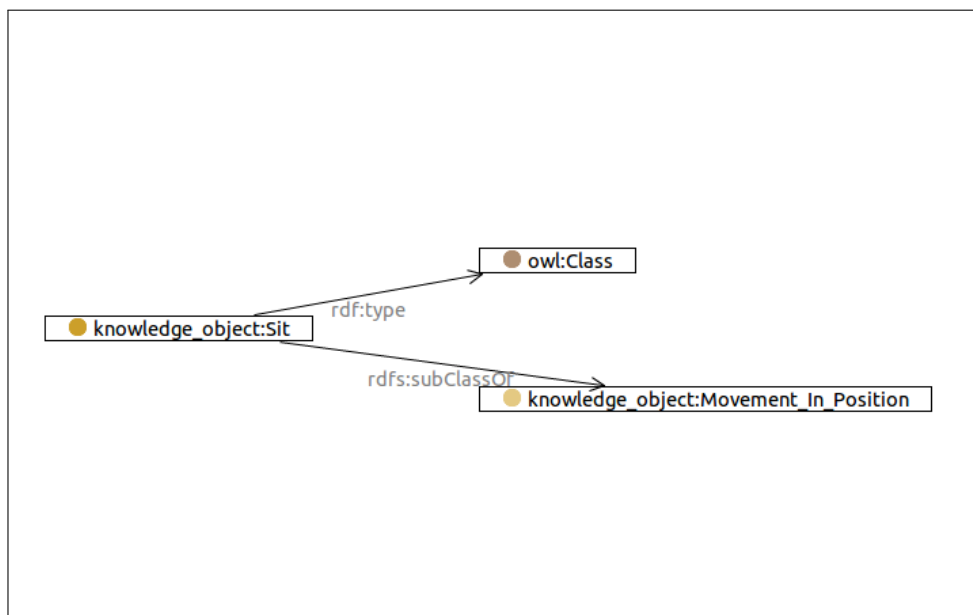 owl:Class
rdf:type
knowledge_object:Sit
rdfs:subClassOf
knowledge_object:Movement_In_Position